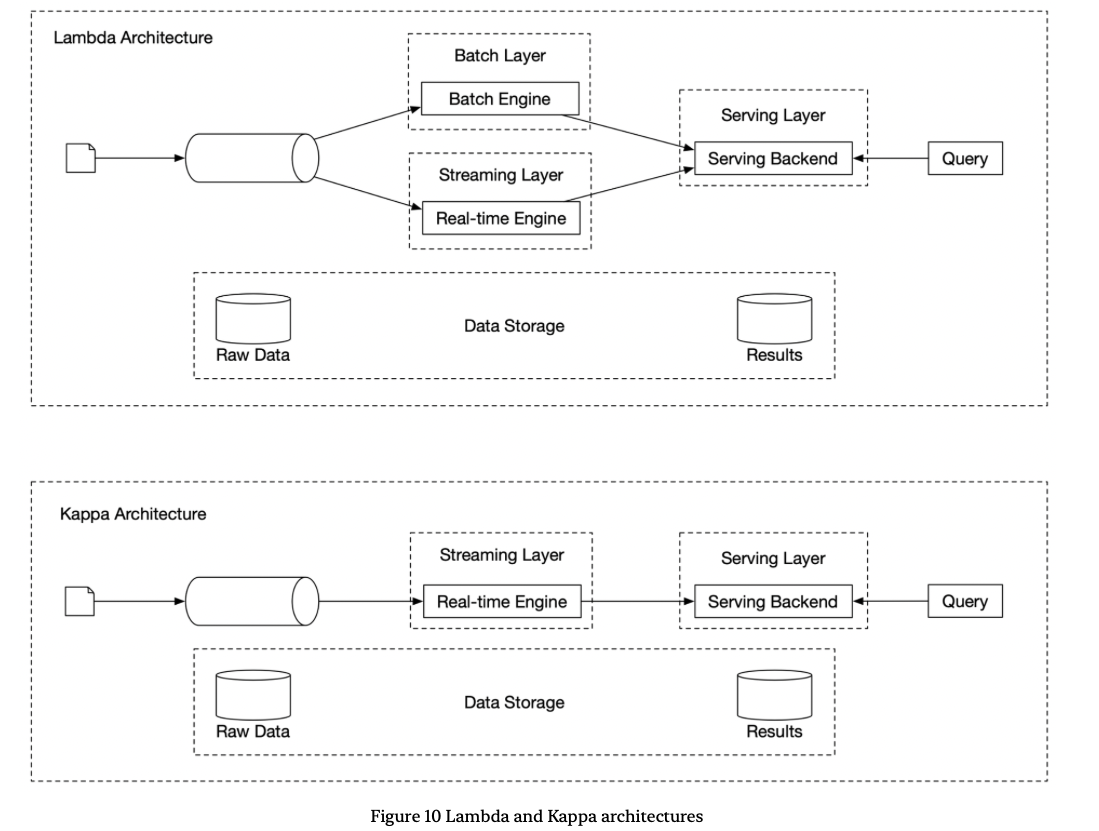 Lambda Architecture
Batch Layer
Batch Engine
Streaming Layer
Real-time Engine
Serving Layer
Serving Backend
Query
Raw Data
Data Storage
Results
Kappa Architecture
Streaming Layer
Real-time Engine
Serving Layer
Serving Backend
Query
Raw Data
Data Storage
Results
Figure 10 Lambda and Kappa architectures